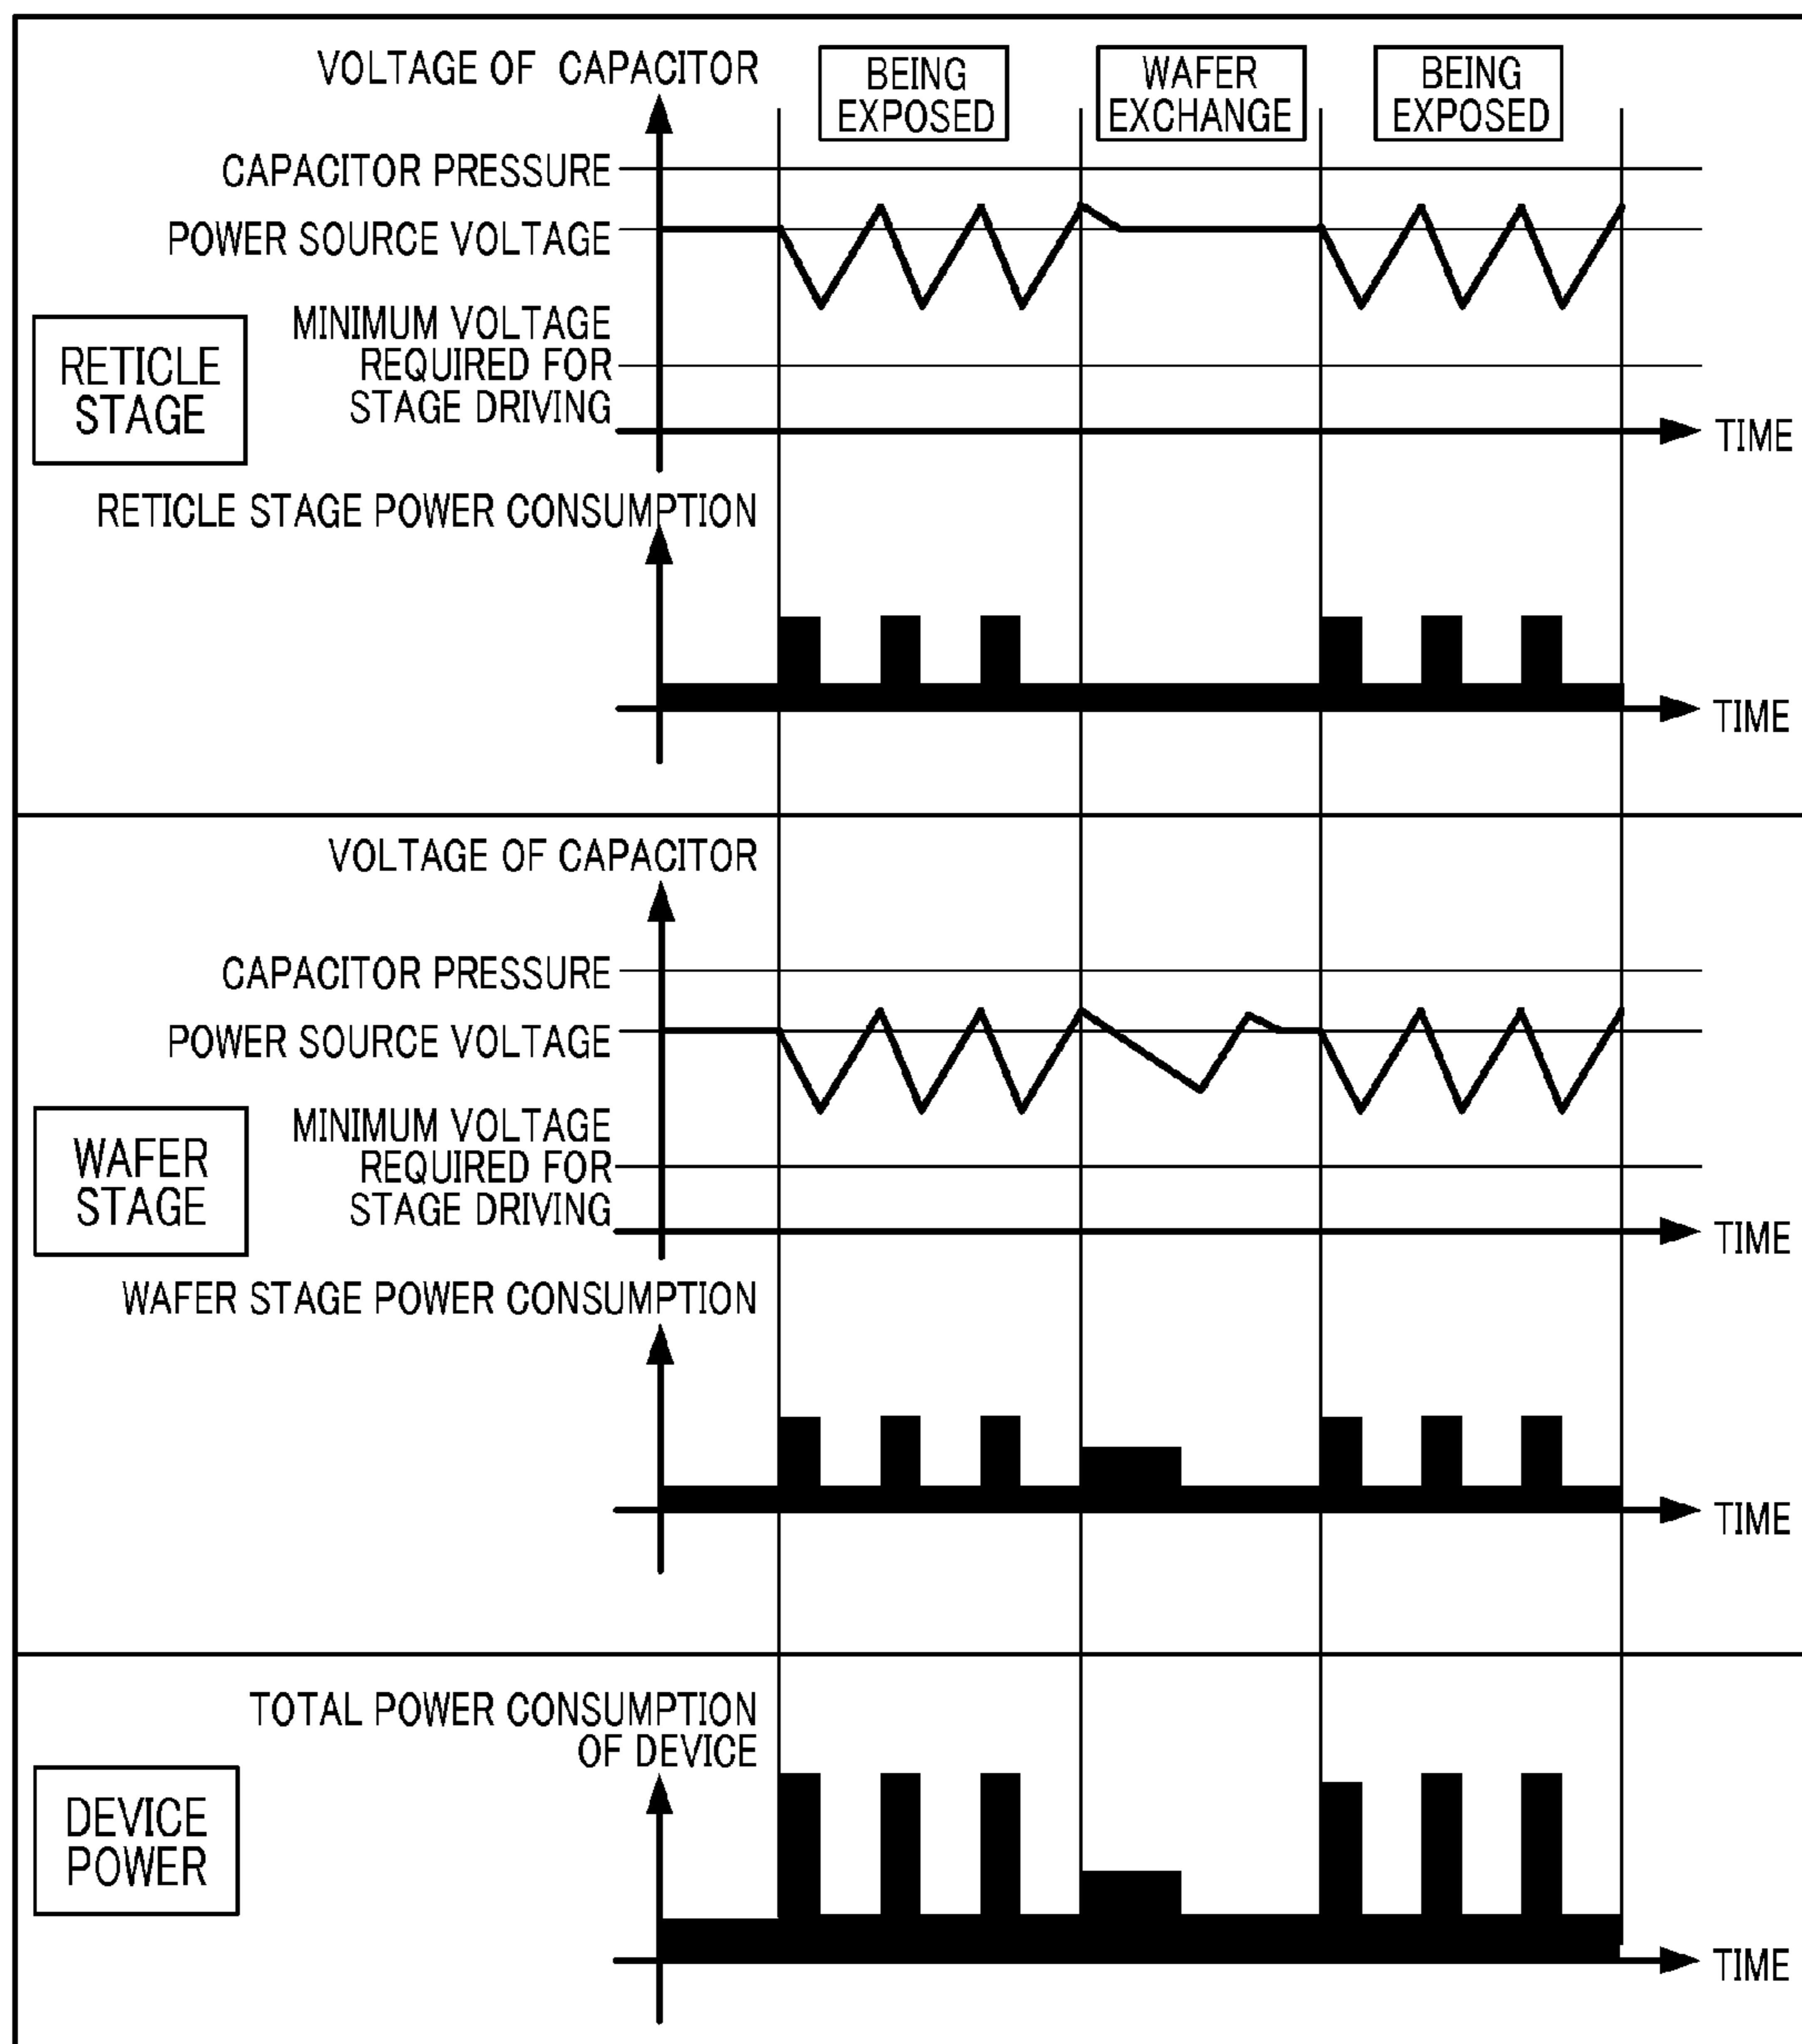 VOLTAGE OF CAPACITOR
BEING
EXPOSED
WAFER
EXCHANGE
BEING
EXPOSED
CAPACITOR PRESSURE
POWER SOURCE VOLTAGE
MINIMUM VOLTAGE
REQUIRED FOR
STAGE DRIVING
RETICLE
STAGE
TIME
RETICLE STAGE POWER CONSUMPTION
TIME
VOLTAGE OF CAPACITOR
CAPACITOR PRESSURE
POWER SOURCE VOLTAGE
MINIMUM VOLTAGE
REQUIRED FOR
STAGE DRIVING
WAFER
STAGE
TIME
WAFER STAGE POWER CONSUMPTION
TIME
TOTAL POWER CONSUMPTION
OF DEVICE
DEVICE
POWER
TIME